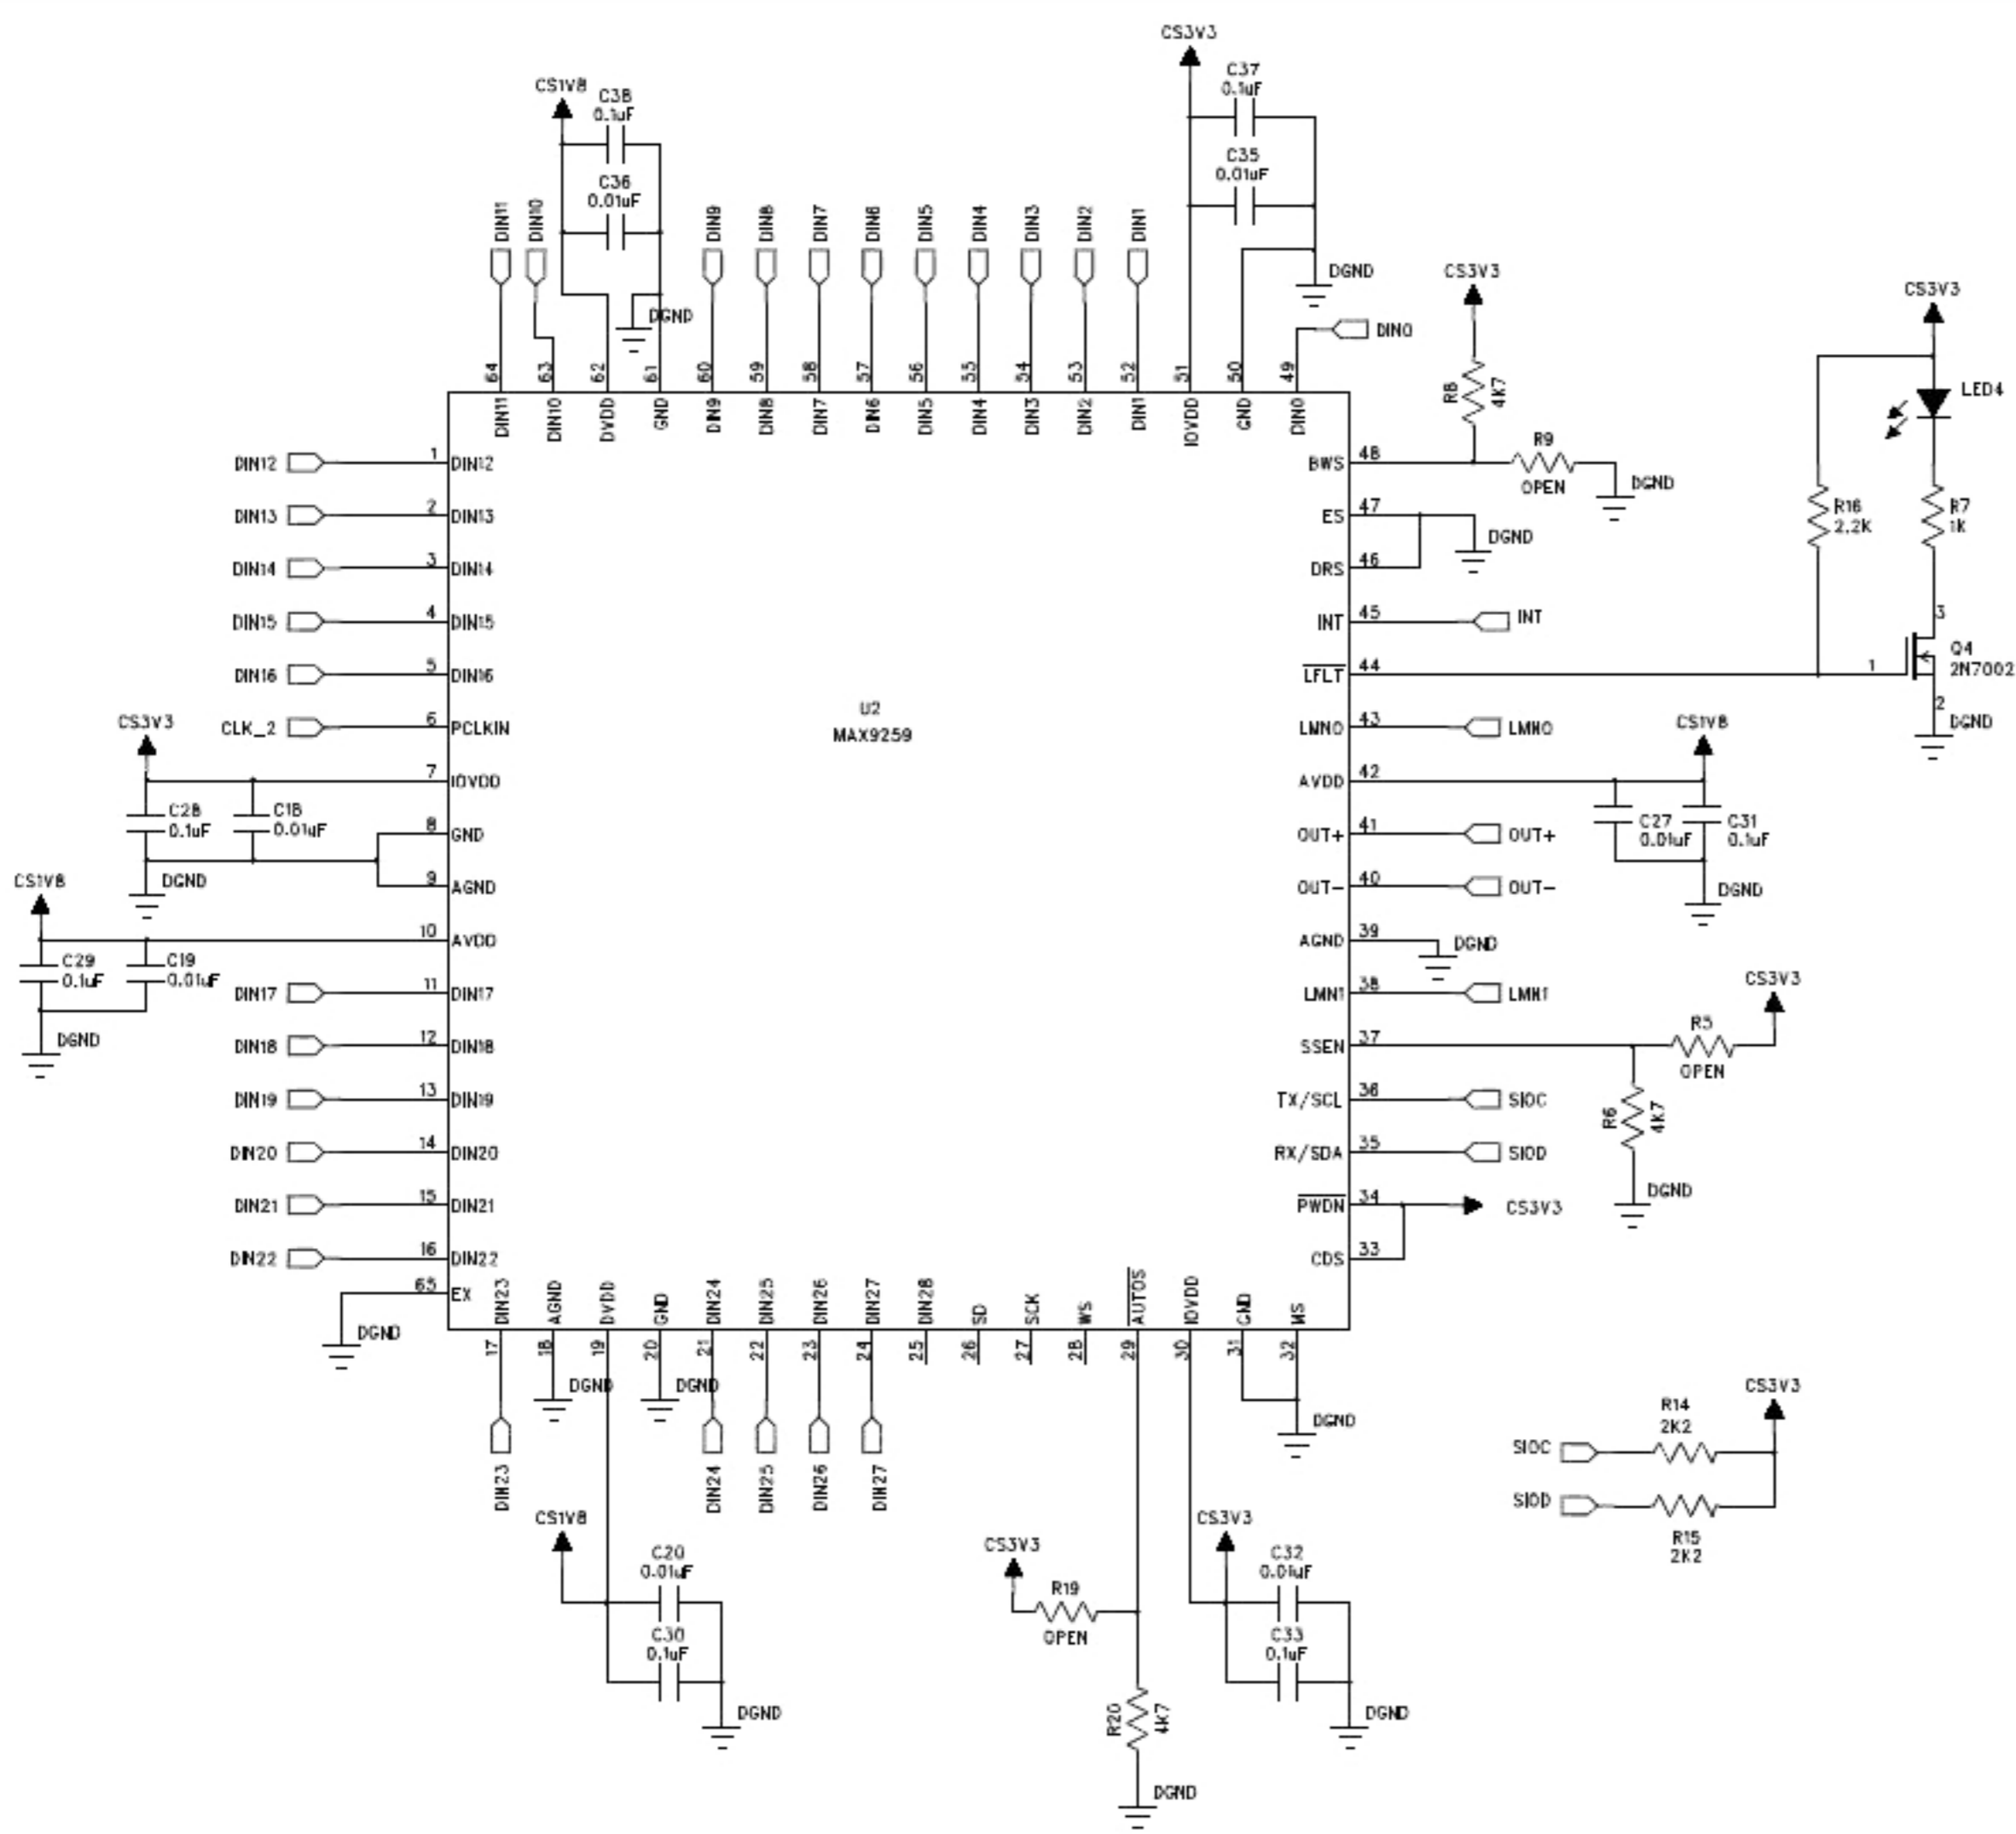 CS3V3
C37
0.1uF
CS1V8
C38
0.1uF
C35
0.01uF
C36
0.01uF
DIN11
DIN10
DIN9
DIN8
DIN7
DIN6
DIN5
DIN4
DIN3
DIN2
DIN1
DGND
CS3V3
CS3V3
DGND
DIN0
64
63
62
61
60
59
58
57
56
55
54
53
52
51
50
49
R8
4K7
LED4
DIN11
DIN10
DVDD
GND
DIN9
DIN8
DIN7
DIN6
DIN5
DIN4
DIN3
DIN2
DIN1
IOVDD
GND
DIN0
R9
OPEN
DGND
DIN12 1 DIN12
BWS 48
DIN13 2 DIN13
ES 47
DGND
R16
2.2K
R7
1K
DIN14 3 DIN14
DRS 46
DIN15 4 DIN15
INT 45 INT
3
DIN16 5 DIN16
LFLT 44
1
Q4
2N7002
2
DGND
U2
MAX9259
CS3V3
CLK_2 6 PCLKIN
LMN0 43 LMN0
CS1V8
7 IOVDD
AVDD 42
C28
0.1uF
C18
0.01uF
C27
0.01uF
C31
0.1uF
8 GND
OUT+ 41 OUT+
DGND
9 AGND
OUT- 40 OUT-
DGND
CS1V8
10 AVDD
AGND 39 DGND
C29
0.1uF
C19
0.01uF
DIN17 11 DIN17
LMN1 38 LMN1
CS3V3
DGND
DIN18 12 DIN18
SSEN 37
R5
OPEN
DIN19 13 DIN19
TX/SCL 36 SIOC
R6
4K7
DIN20 14 DIN20
RX/SDA 35 SIOD
DGND
DIN21 15 DIN21
PWDN 34 CS3V3
DIN22 16 DIN22
CDS 33
65 EX
DGND
DIN23
AGND
DVDD
GND
DIN24
DIN25
DIN26
DIN27
DIN28
SD
SCK
WS
AUTOS
IOVDD
GND
MS
17
18
19
20
21
22
23
24
25
26
27
28
29
30
31
32
DGND
DGND
DGND
DIN23
DIN24
DIN25
DIN26
DIN27
CS3V3
R14
2K2
SIOC
SIOD
R15
2K2
CS1V8
C20
0.01uF
C30
0.1uF
DGND
CS3V3
R19
OPEN
R20
4K7
DGND
CS3V3
C32
0.01uF
C33
0.1uF
DGND